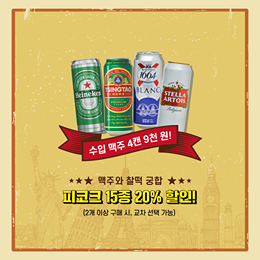 Heineken
TSINGTAO
1664
BLANC
STELLA
ARTOIS
수입 맥주 4캔 9천 원!
맥주와 찰떡 궁합
피코크 15종 20% 할인!
(2개 이상 구매 시, 교차 선택 가능)